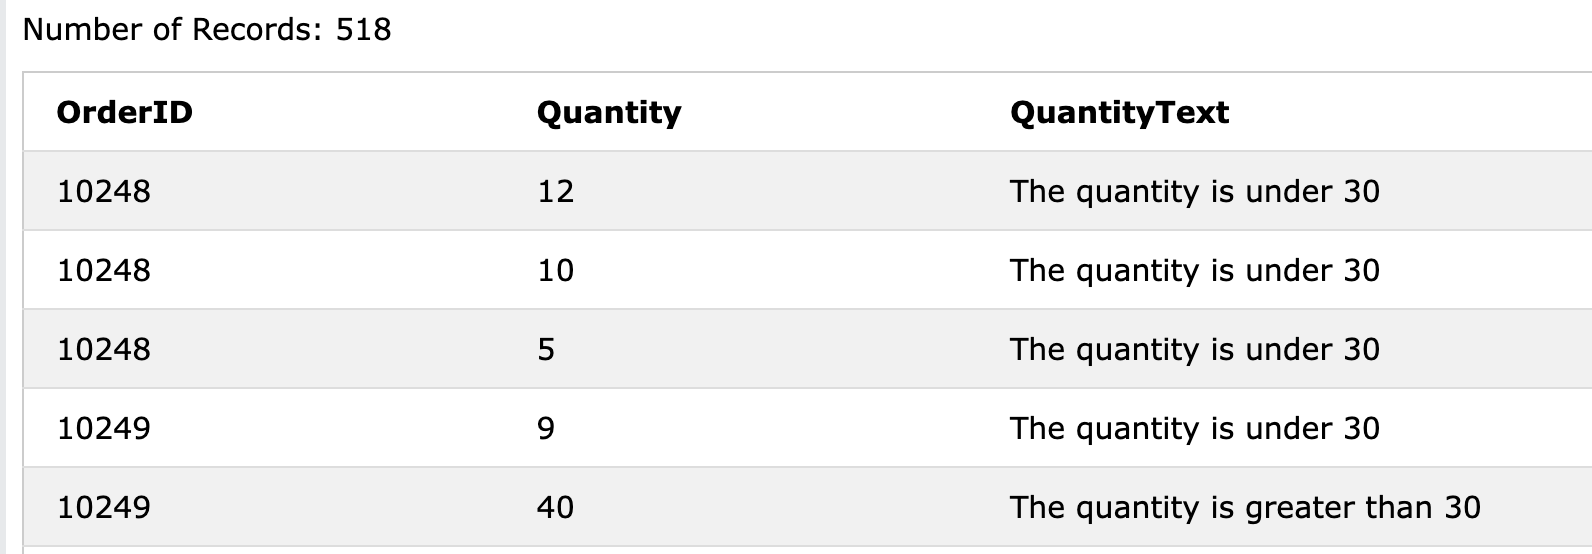 Number of Records: 518
OrderID Quantity QuantityText
10248 12 The quantity is under 30
10248 10 The quantity is under 30
10248 5 The quantity is under 30
10249 9 The quantity is under 30
10249 40 The quantity is greater than 30